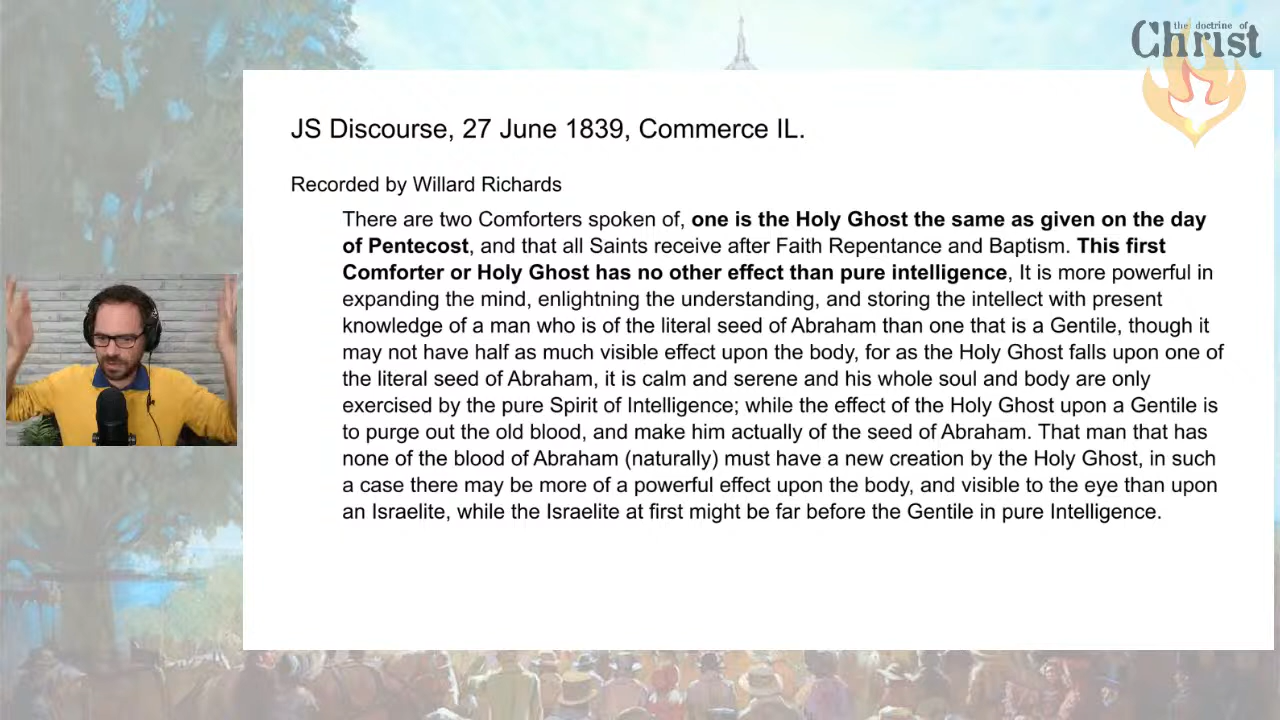 the doctrine of
Christ
JS Discourse, 27 June 1839, Commerce IL.
Recorded by Willard Richards
There are two Comforters spoken of, one is the Holy Ghost the same as given on the day
of Pentecost, and that all Saints receive after Faith Repentance and Baptism. This first
Comforter or Holy Ghost has no other effect than pure intelligence, It is more powerful in
expanding the mind, enlightning the understanding, and storing the intellect with present
knowledge of a man who is of the literal seed of Abraham than one that is a Gentile, though it
may not have half as much visible effect upon the body, for as the Holy Ghost falls upon one of
the literal seed of Abraham, it is calm and serene and his whole soul and body are only
exercised by the pure Spirit of Intelligence; while the effect of the Holy Ghost upon a Gentile is
to purge out the old blood, and make him actually of the seed of Abraham. That man that has
none of the blood of Abraham (naturally) must have a new creation by the Holy Ghost, in such
a case there may be more of a powerful effect upon the body, and visible to the eye than upon
an Israelite, while the Israelite at first might be far before the Gentile in pure Intelligence.